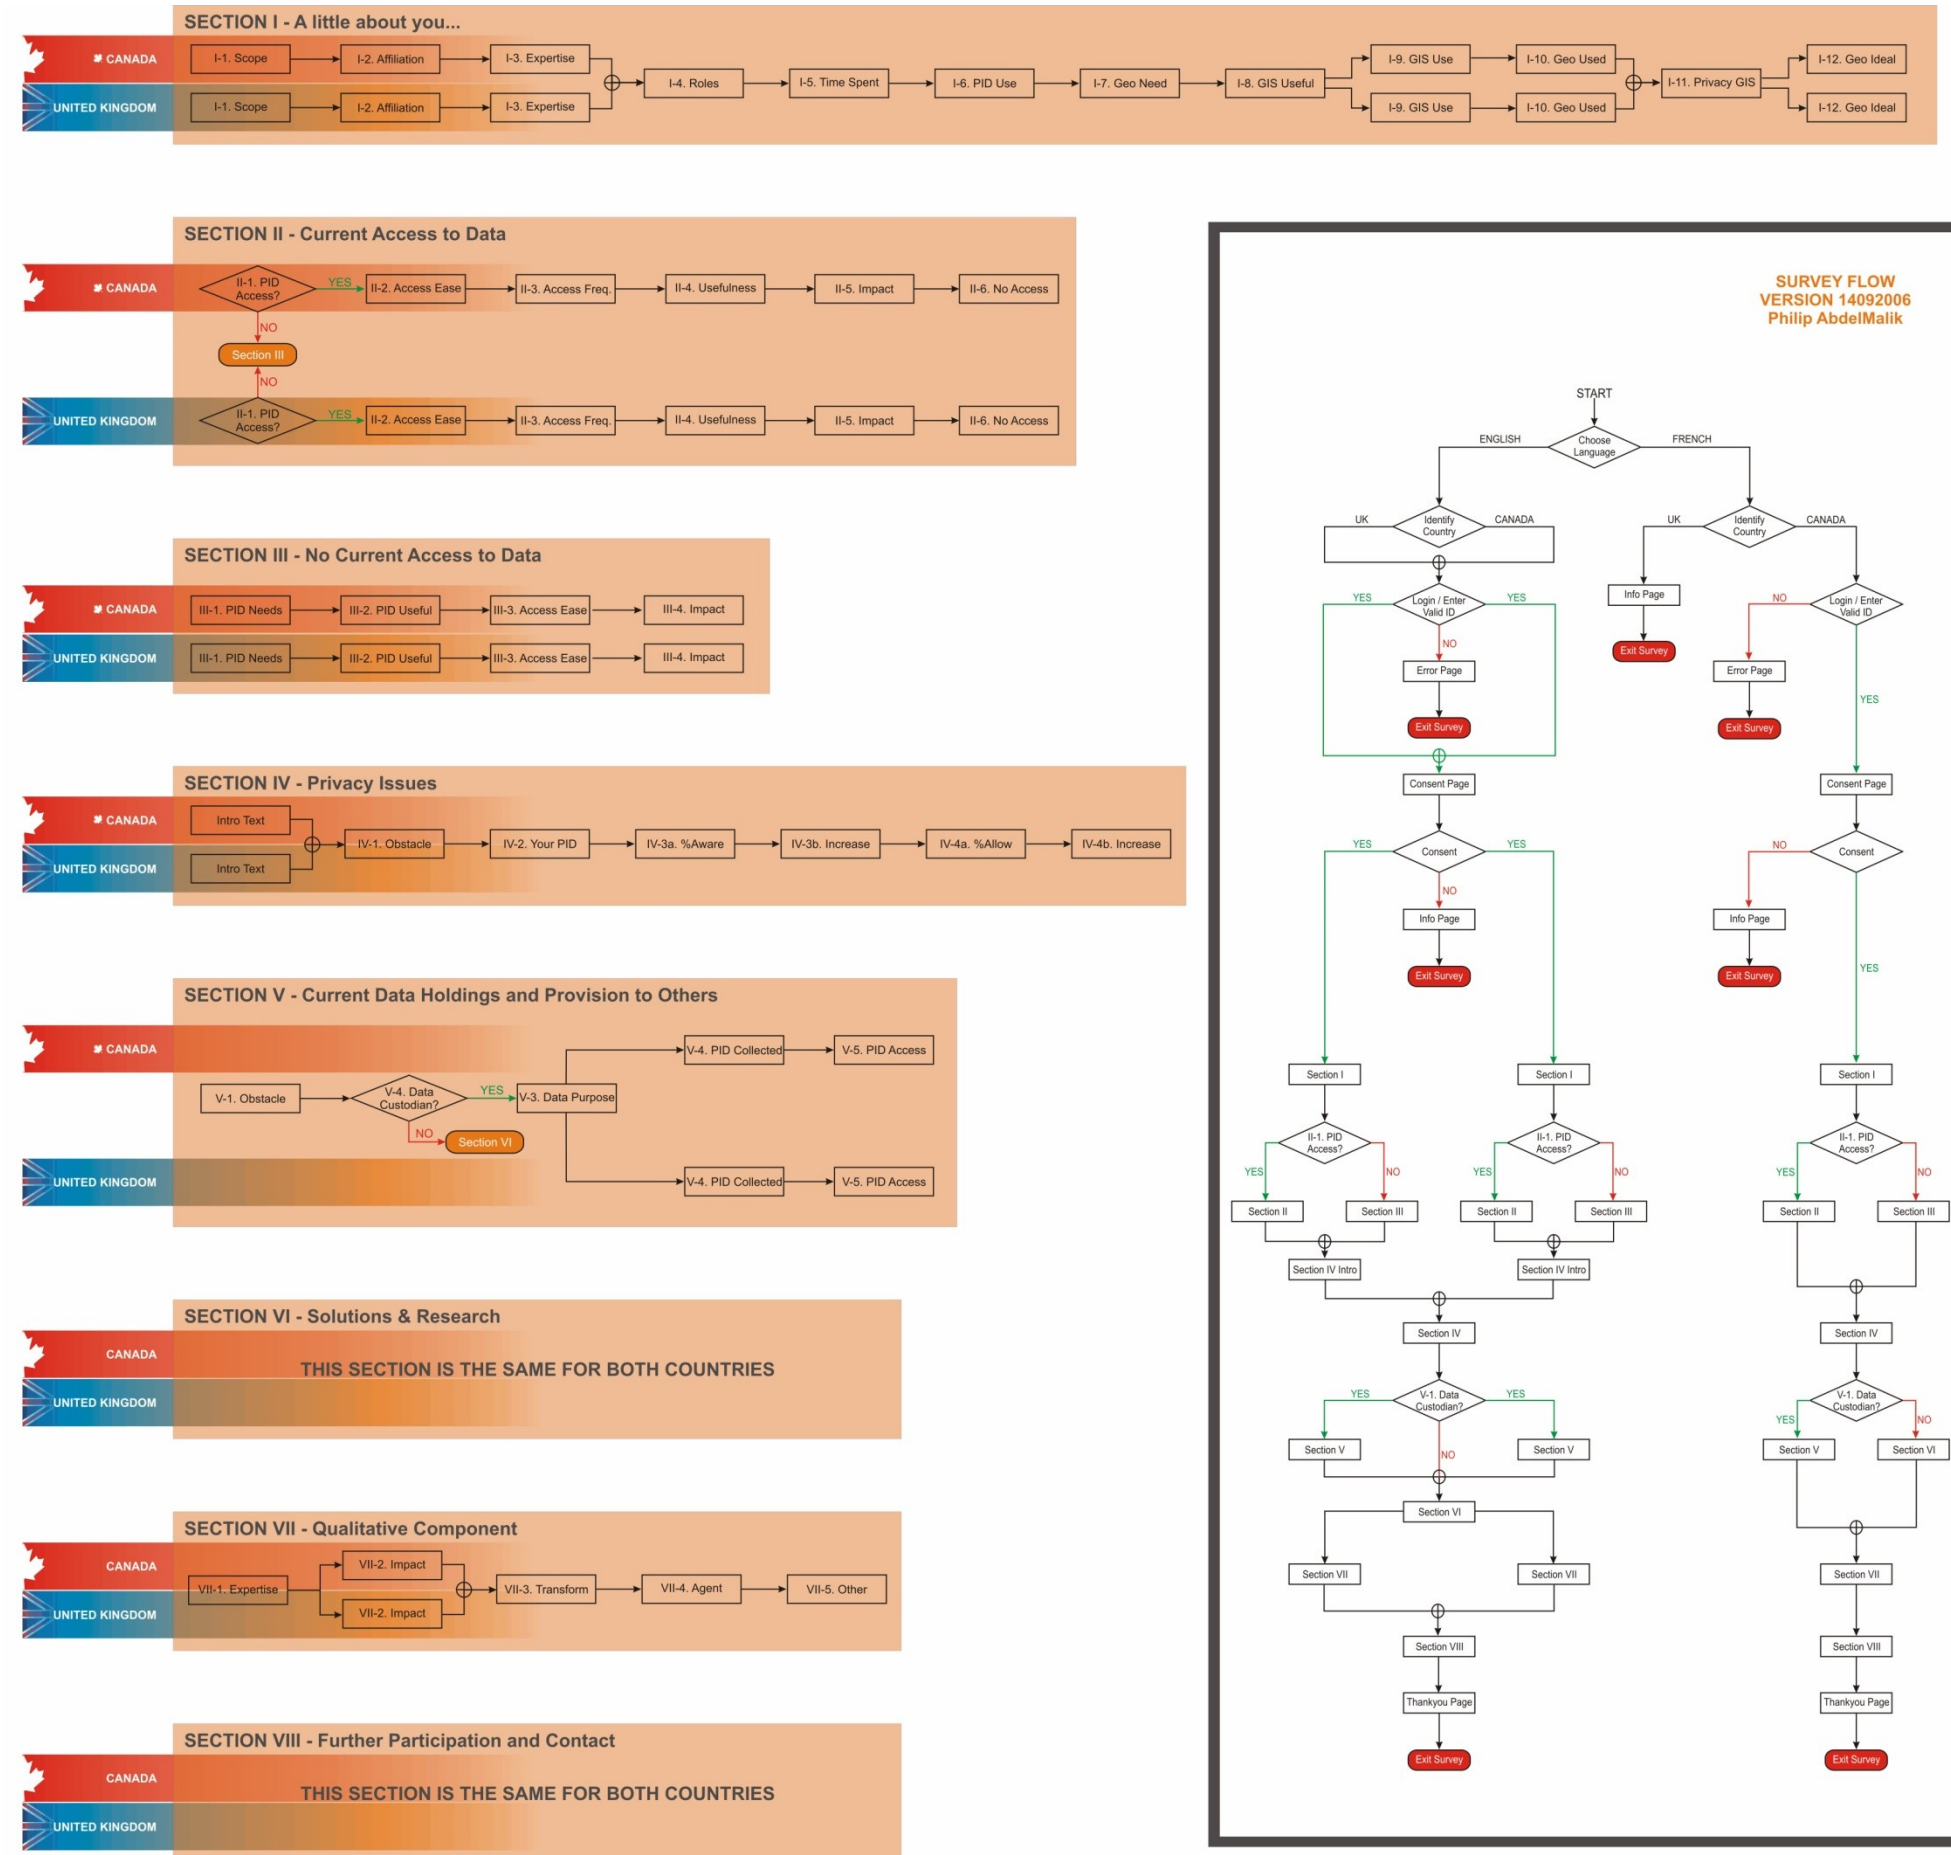 SECTION I - A little about you...
CANADA
I-1. Scope
I-2. Affiliation
I-3. Expertise
UNITED KINGDOM
I-1. Scope
I-2. Affiliation
I-3. Expertise
I-4. Roles
I-5. Time Spent
I-6. PID Use
I-7. Geo Need
I-8. GIS Useful
I-9. GIS Use
I-10. Geo Used
I-9. GIS Use
I-10. Geo Used
I-11. Privacy GIS
I-12. Geo Ideal
I-12. Geo Ideal
SECTION II - Current Access to Data
CANADA
II-1. PID
Access?
YES
II-2. Access Ease
II-3. Access Freq.
II-4. Usefulness
II-5. Impact
II-6. No Access
NO
Section III
NO
UNITED KINGDOM
II-1. PID
Access?
YES
II-2. Access Ease
II-3. Access Freq.
II-4. Usefulness
II-5. Impact
II-6. No Access
SECTION III - No Current Access to Data
CANADA
III-1. PID Needs
III-2. PID Useful
III-3. Access Ease
III-4. Impact
UNITED KINGDOM
III-1. PID Needs
III-2. PID Useful
III-3. Access Ease
III-4. Impact
SECTION IV - Privacy Issues
CANADA
Intro Text
UNITED KINGDOM
Intro Text
IV-1. Obstacle
IV-2. Your PID
IV-3a. %Aware
IV-3b. Increase
IV-4a. %Allow
IV-4b. Increase
SECTION V - Current Data Holdings and Provision to Others
CANADA
V-1. Obstacle
V-4. Data
Custodian?
YES
V-3. Data Purpose
NO
Section VI
V-4. PID Collected
V-5. PID Access
UNITED KINGDOM
V-4. PID Collected
V-5. PID Access
SECTION VI - Solutions & Research
CANADA
THIS SECTION IS THE SAME FOR BOTH COUNTRIES
UNITED KINGDOM
SECTION VII - Qualitative Component
CANADA
VII-1. Expertise
VII-2. Impact
UNITED KINGDOM
VII-2. Impact
VII-3. Transform
VII-4. Agent
VII-5. Other
SECTION VIII - Further Participation and Contact
CANADA
THIS SECTION IS THE SAME FOR BOTH COUNTRIES
UNITED KINGDOM
SURVEY FLOW
VERSION 14092006
Philip AbdelMalik
START
ENGLISH
Choose
Language
FRENCH
UK
Identify
Country
CANADA
UK
Identify
Country
CANADA
YES
Login / Enter
Valid ID
YES
NO
Error Page
Exit Survey
Info Page
Exit Survey
NO
Login / Enter
Valid ID
Error Page
Exit Survey
YES
Consent Page
Consent Page
YES
Consent
YES
NO
Info Page
Exit Survey
NO
Consent
Info Page
Exit Survey
YES
Section I
Section I
Section I
II-1. PID
Access?
II-1. PID
Access?
II-1. PID
Access?
YES
NO
YES
NO
YES
NO
Section II
Section III
Section II
Section III
Section II
Section III
Section IV Intro
Section IV Intro
Section IV
Section IV
YES
V-1. Data
Custodian?
YES
V-1. Data
Custodian?
YES
NO
Section V
NO
Section V
Section V
Section VI
Section VI
Section VII
Section VII
Section VII
Section VIII
Section VIII
Thankyou Page
Thankyou Page
Exit Survey
Exit Survey